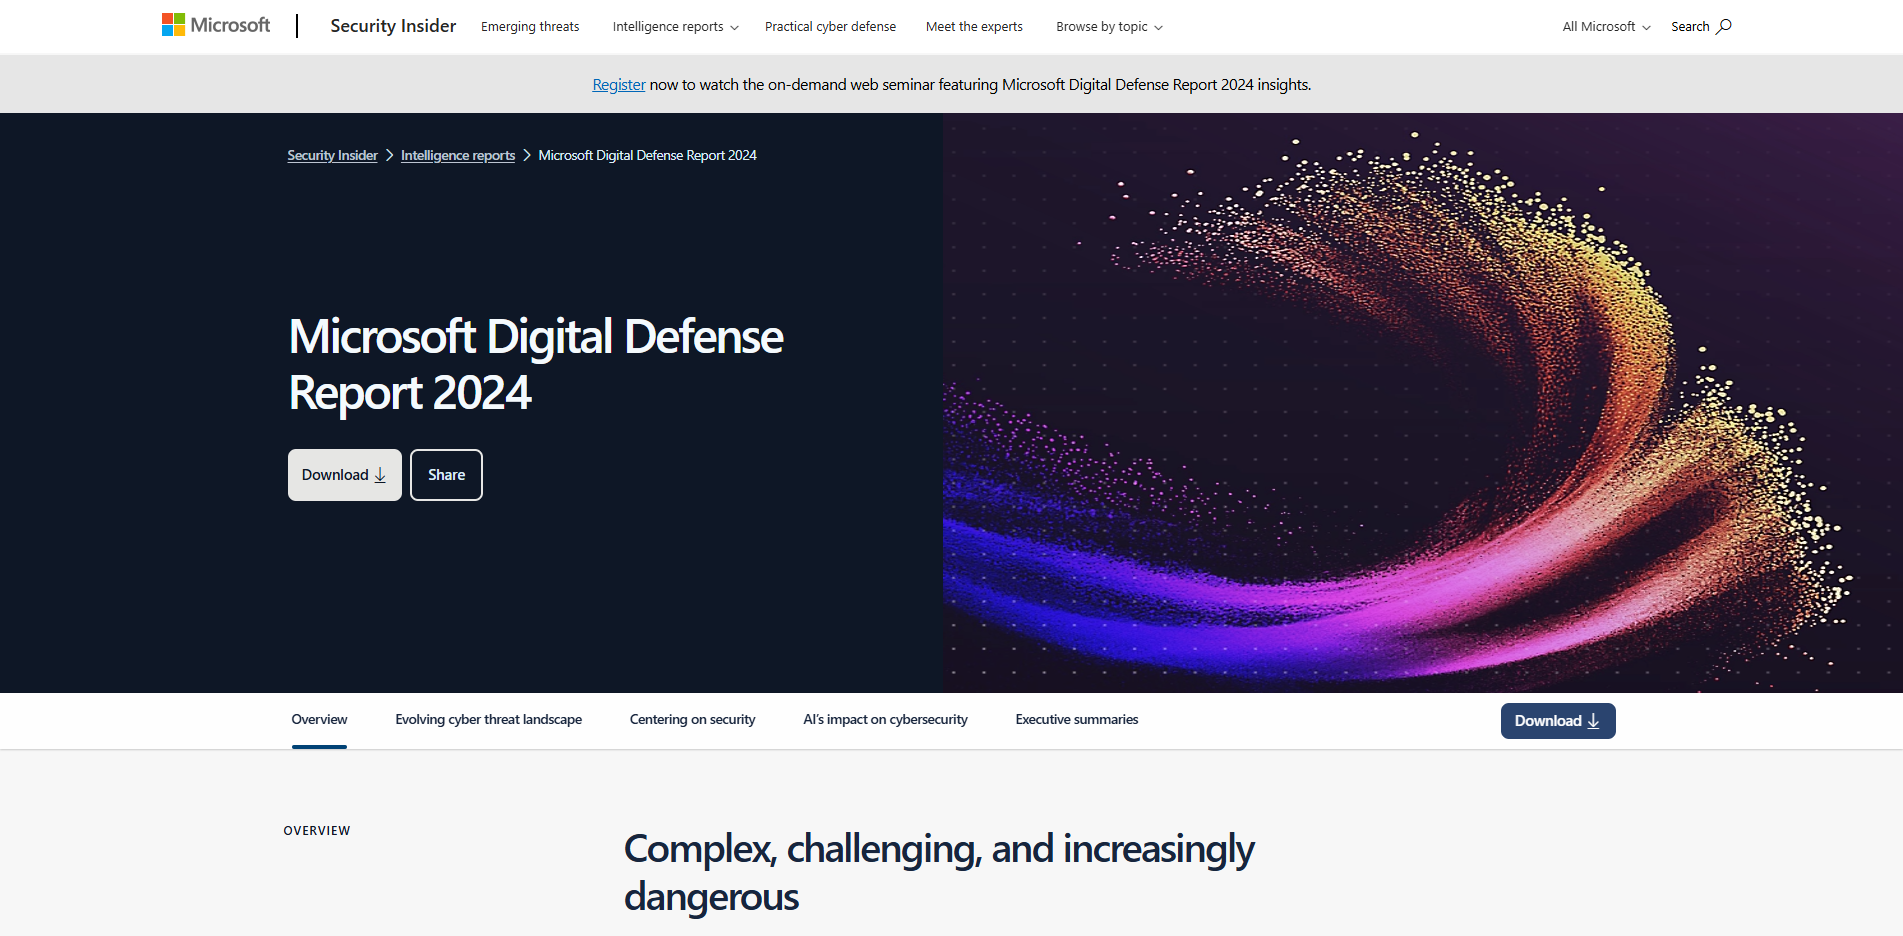 Microsoft
Security Insider
Emerging threats
Intelligence reports
Practical cyber defense
Meet the experts
Browse by topic
All Microsoft
Search
Register now to watch the on-demand web seminar featuring Microsoft Digital Defense Report 2024 insights.
Security Insider > Intelligence reports > Microsoft Digital Defense Report 2024
Microsoft Digital Defense
Report 2024
Download
Share
Overview
Evolving cyber threat landscape
Centering on security
AI's impact on cybersecurity
Executive summaries
Download
OVERVIEW
Complex, challenging, and increasingly
dangerous